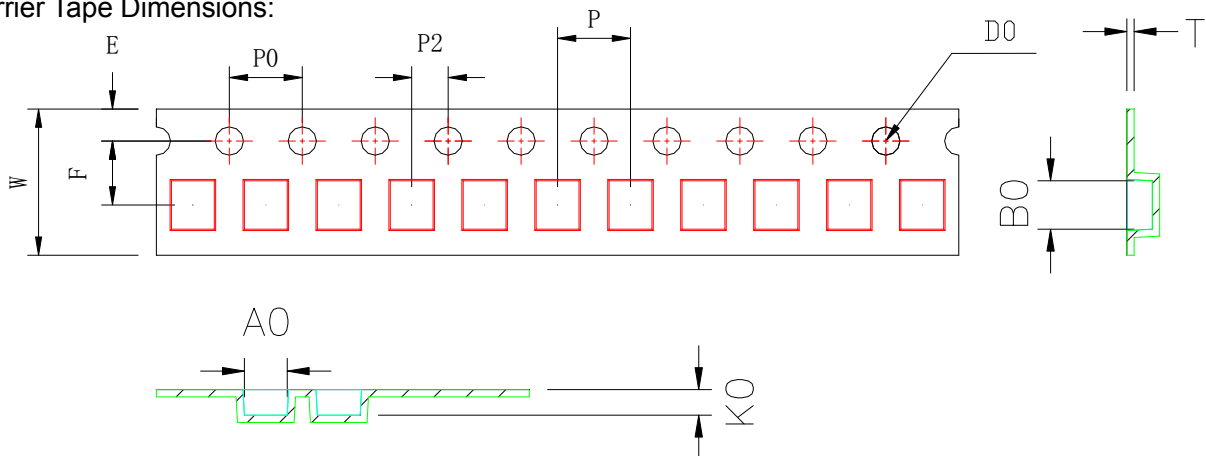 rrier Tape Dimensions:
E
P0
P2
P
D0
T
W
F
B0
A0
K0